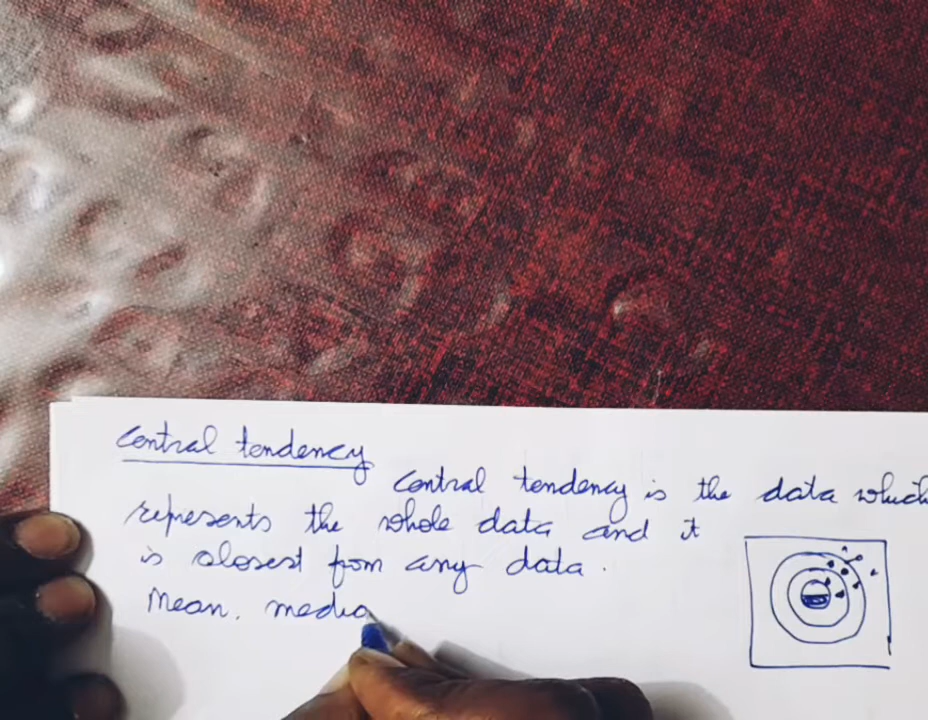 Central tendency
Central tendency is the data which
represents the whole data and it
is closest from any data.
Mean, media